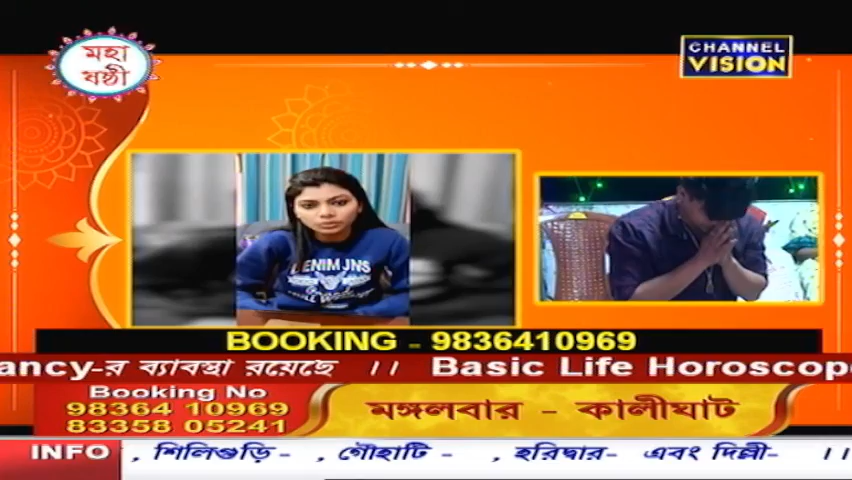 মহা
ষষ্ঠী
CHANNEL
VISION
DENIM JNS
BOOKING - 9836410969
ancy-র ব্যাবস্তা রয়েছে ।। Basic Life Horoscope
Booking No
98364 10969
83358 05241
মঙ্গলবার - কালীঘাট
INFO , শিলিগুড়ি- , গৌহাটি - , হরিদ্বার- এবং দিল্লী- ।।